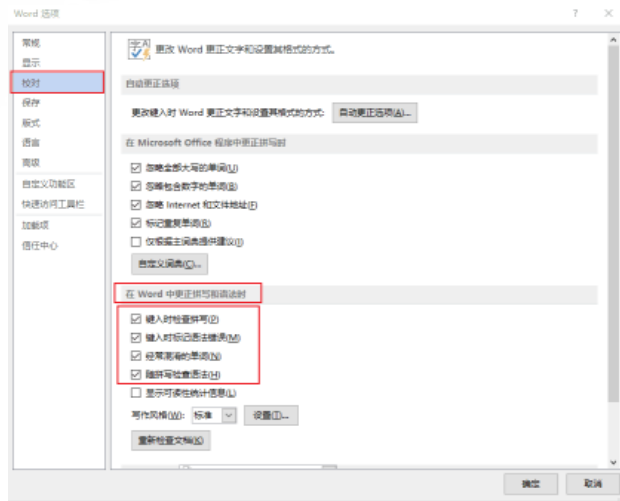 Word 选项
?
×
常规
显示
校对
保存
版式
语言
高级
自定义功能区
快速访问工具栏
加载项
信任中心
更改 Word 更正文字和设置其格式的方式。
自动更正选项
更改键入时 Word 更正文字和设置其格式的方式: 自动更正选项(A)...
在 Microsoft Office 程序中更正拼写时
忽略全部大写的单词(U)
忽略包含数字的单词(B)
忽略 Internet 和文件地址(F)
标记重复单词(R)
仅根据主词典提供建议(I)
自定义词典(C)...
在 Word 中更正拼写和语法时
键入时检查拼写(P)
键入时标记语法错误(M)
经常混淆的单词(N)
随拼写检查语法(H)
显示可读性统计信息(L)
写作风格(W): 标准 设置(T)...
重新检查文档(K)
确定
取消